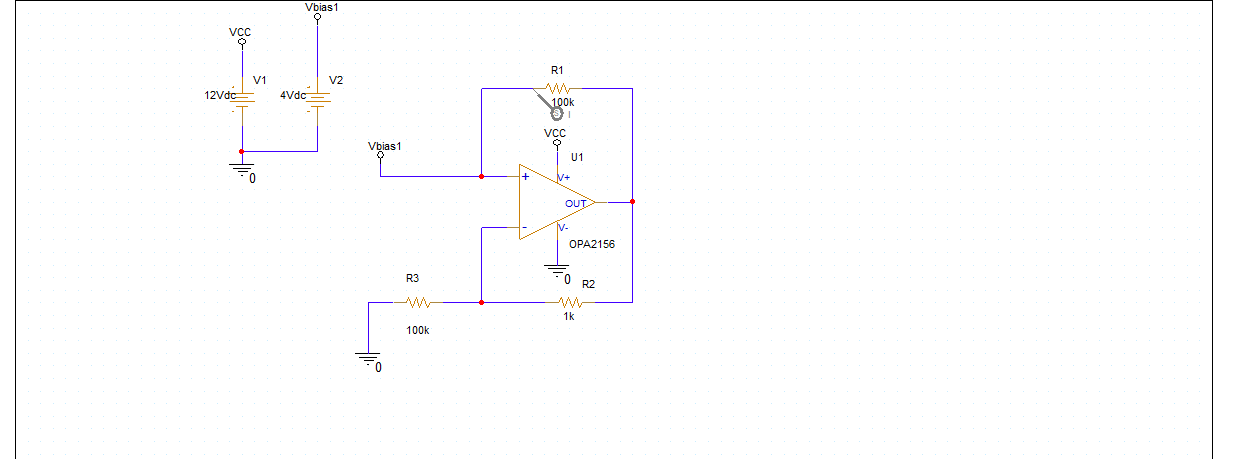 Vbias1
VCC
V1
V2
12Vdc
4Vdc
-
-
0
R1
100k
I
VCC
Vbias1
U1
+
V+
OUT
-
V-
OPA2156
0
R3
R2
100k
1k
0